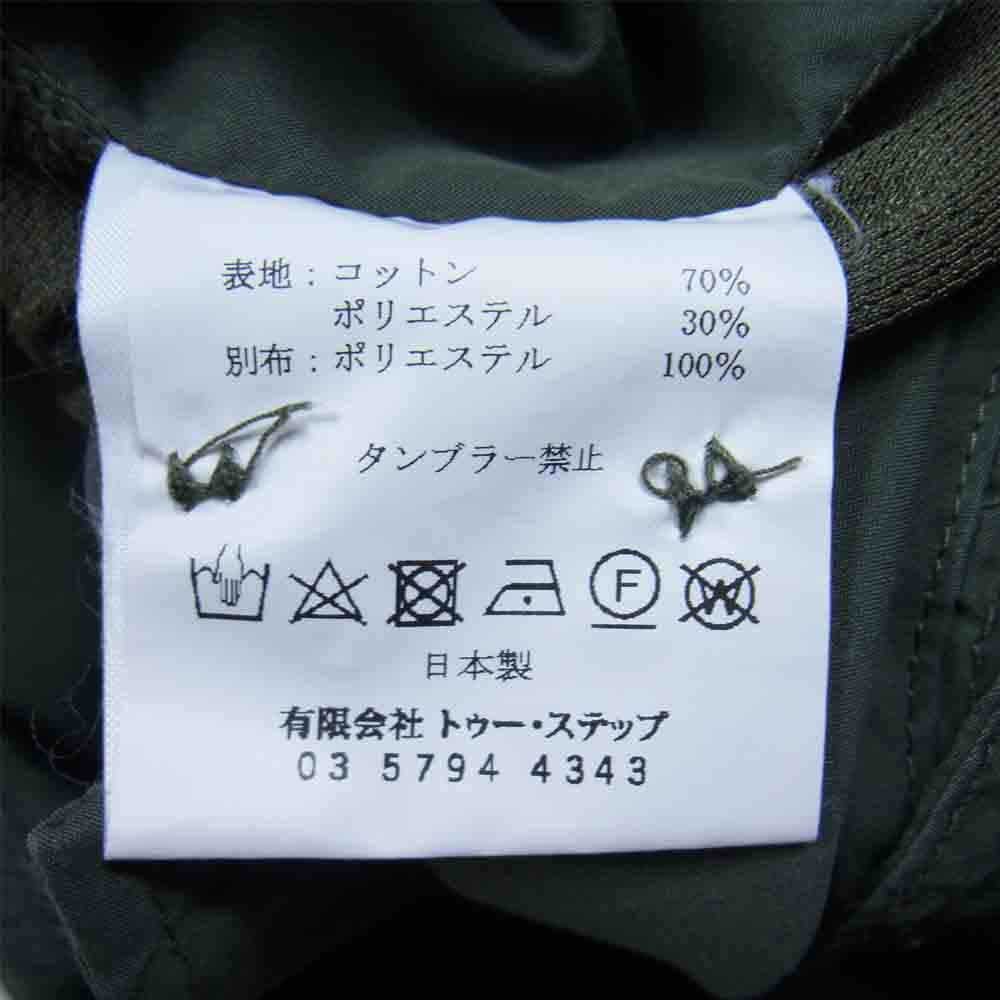 表地：コットン 70%
ポリエステル 30%
別布：ポリエステル 100%
タンブラー禁止
F W
日本製
有限会社 トゥー・ステップ
03 5794 4343